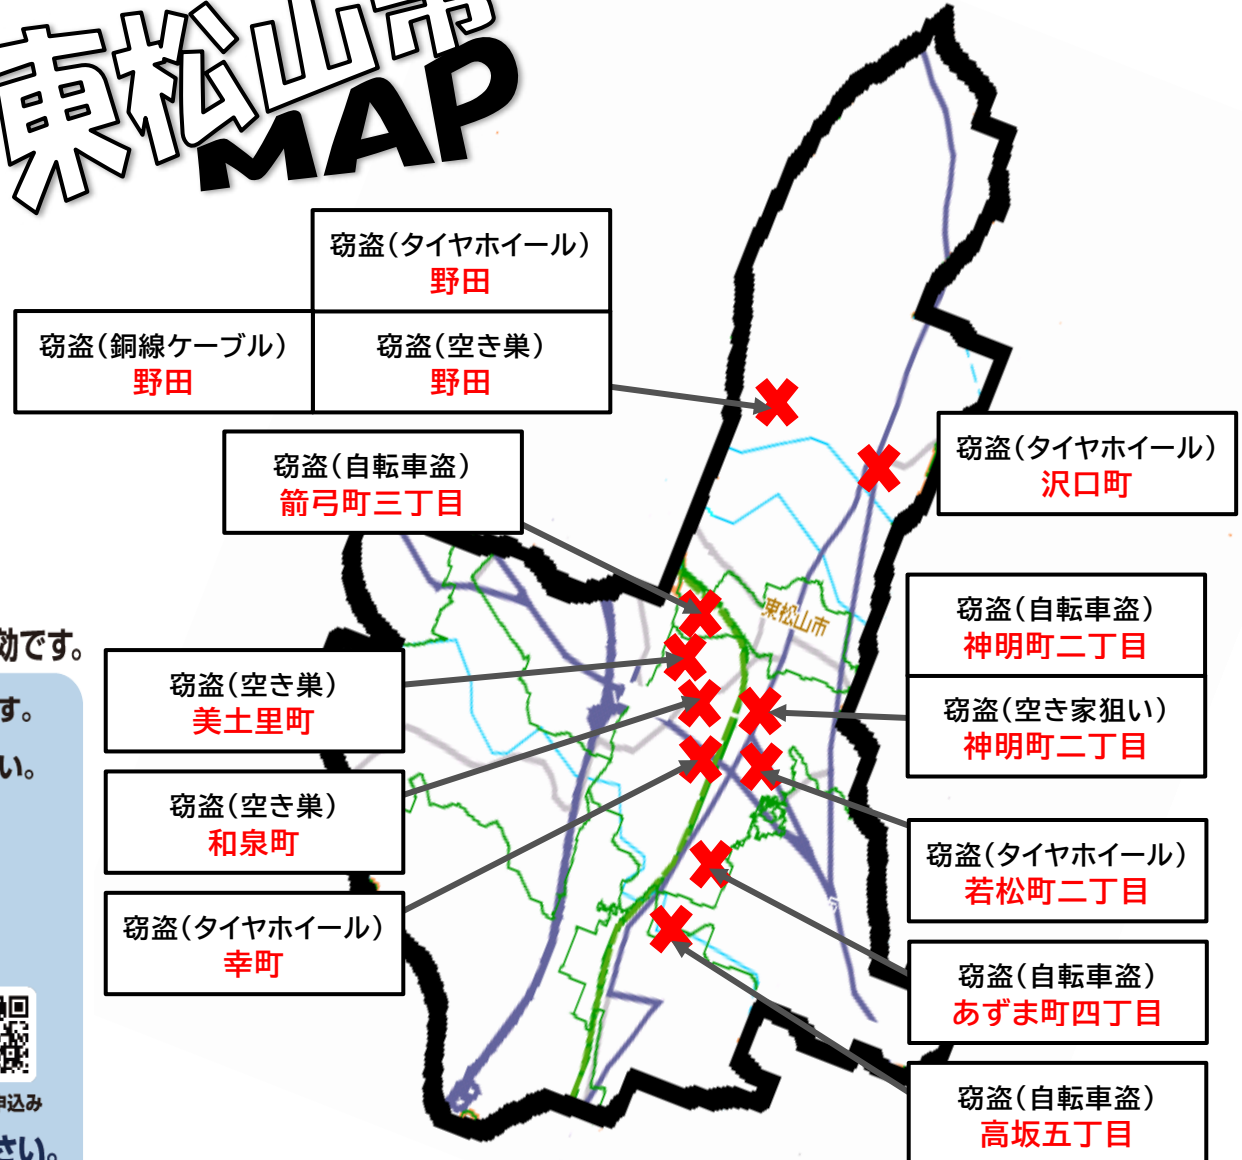 東松山市
MAP
窃盗(タイヤホイール)
野田
窃盗(銅線ケーブル)
野田
窃盗(空き巣)
野田
窃盗(自転車盗)
箭弓町三丁目
窃盗(タイヤホイール)
沢口町
東松山市
窃盗(自転車盗)
神明町二丁目
窃盗(空き家狙い)
神明町二丁目
窃盗(空き巣)
美土里町
窃盗(空き巣)
和泉町
窃盗(タイヤホイール)
幸町
窃盗(タイヤホイール)
若松町二丁目
窃盗(自転車盗)
あずま町四丁目
窃盗(自転車盗)
高坂五丁目
効です。
す。
い。
申込み
さい。